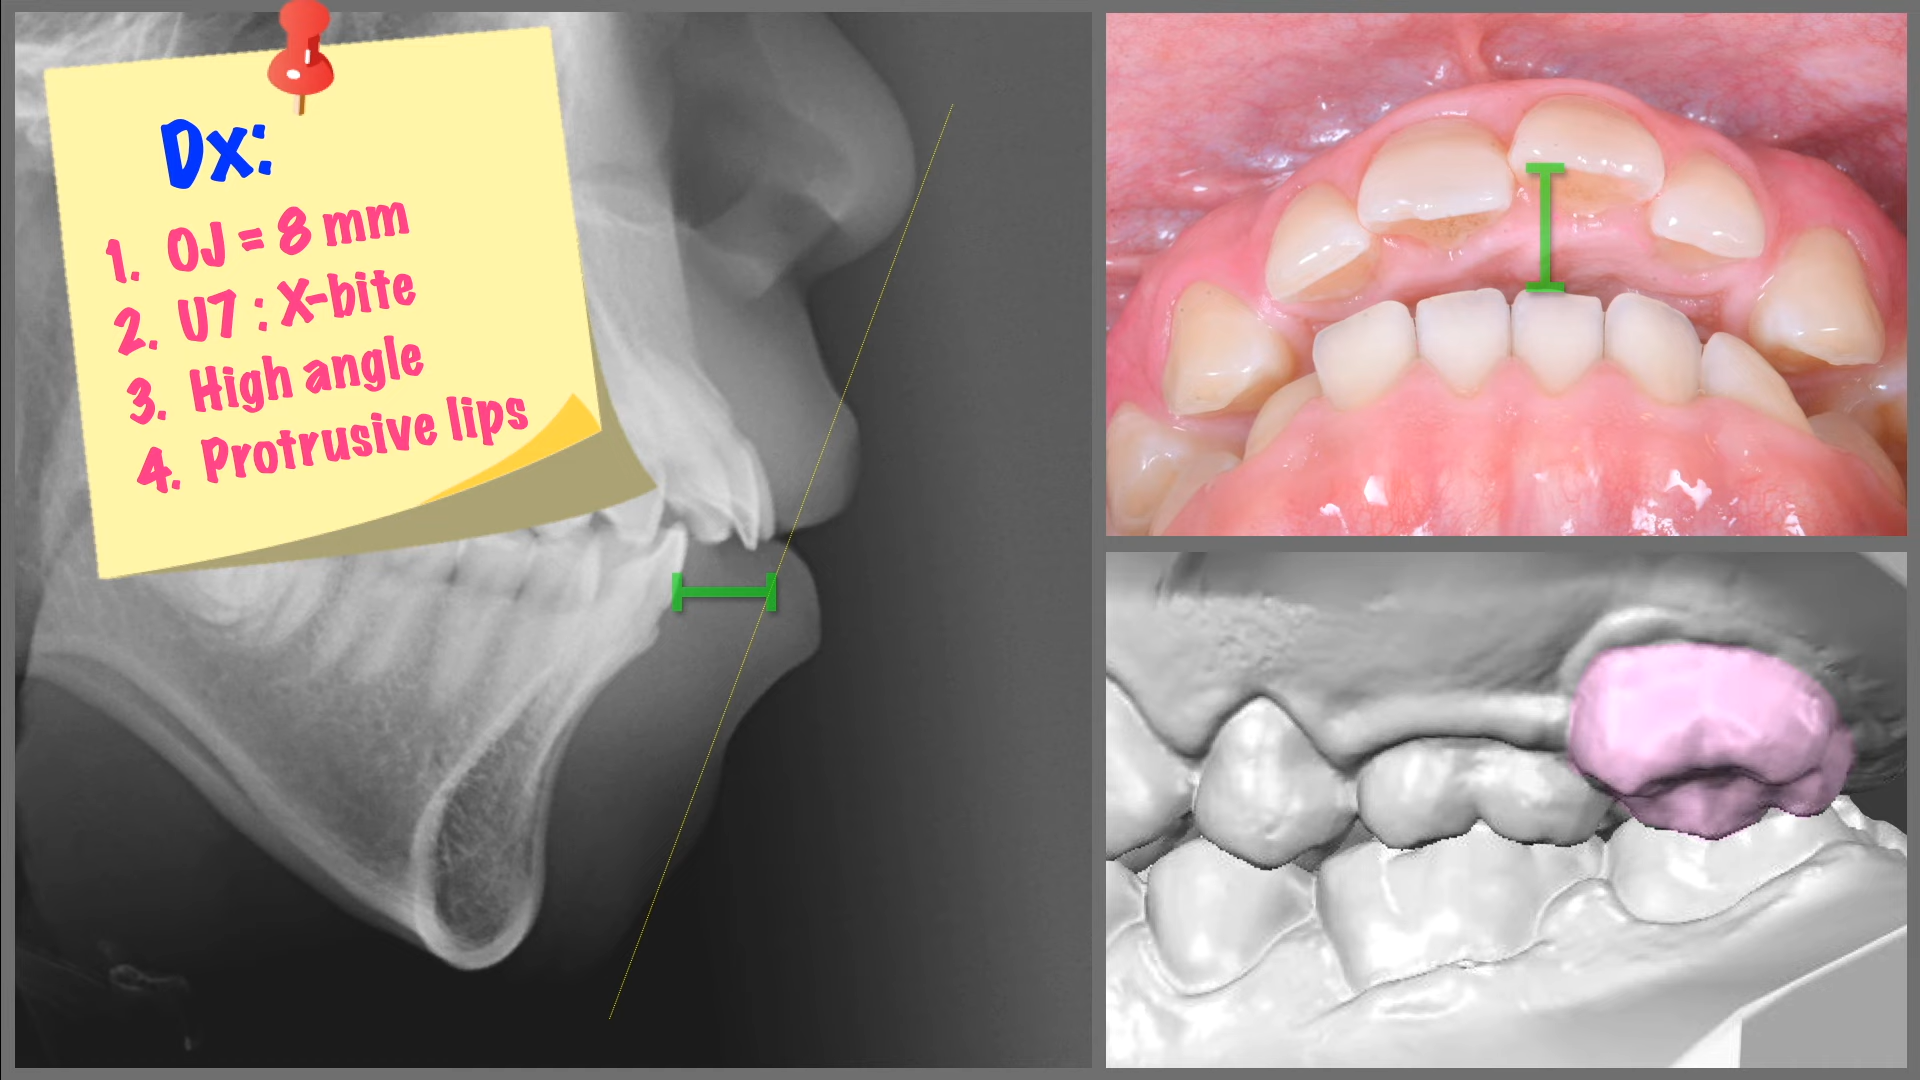 Dx:
1. OJ = 8 mm
2. U7 : X-bite
3. High angle
4. Protrusive lips